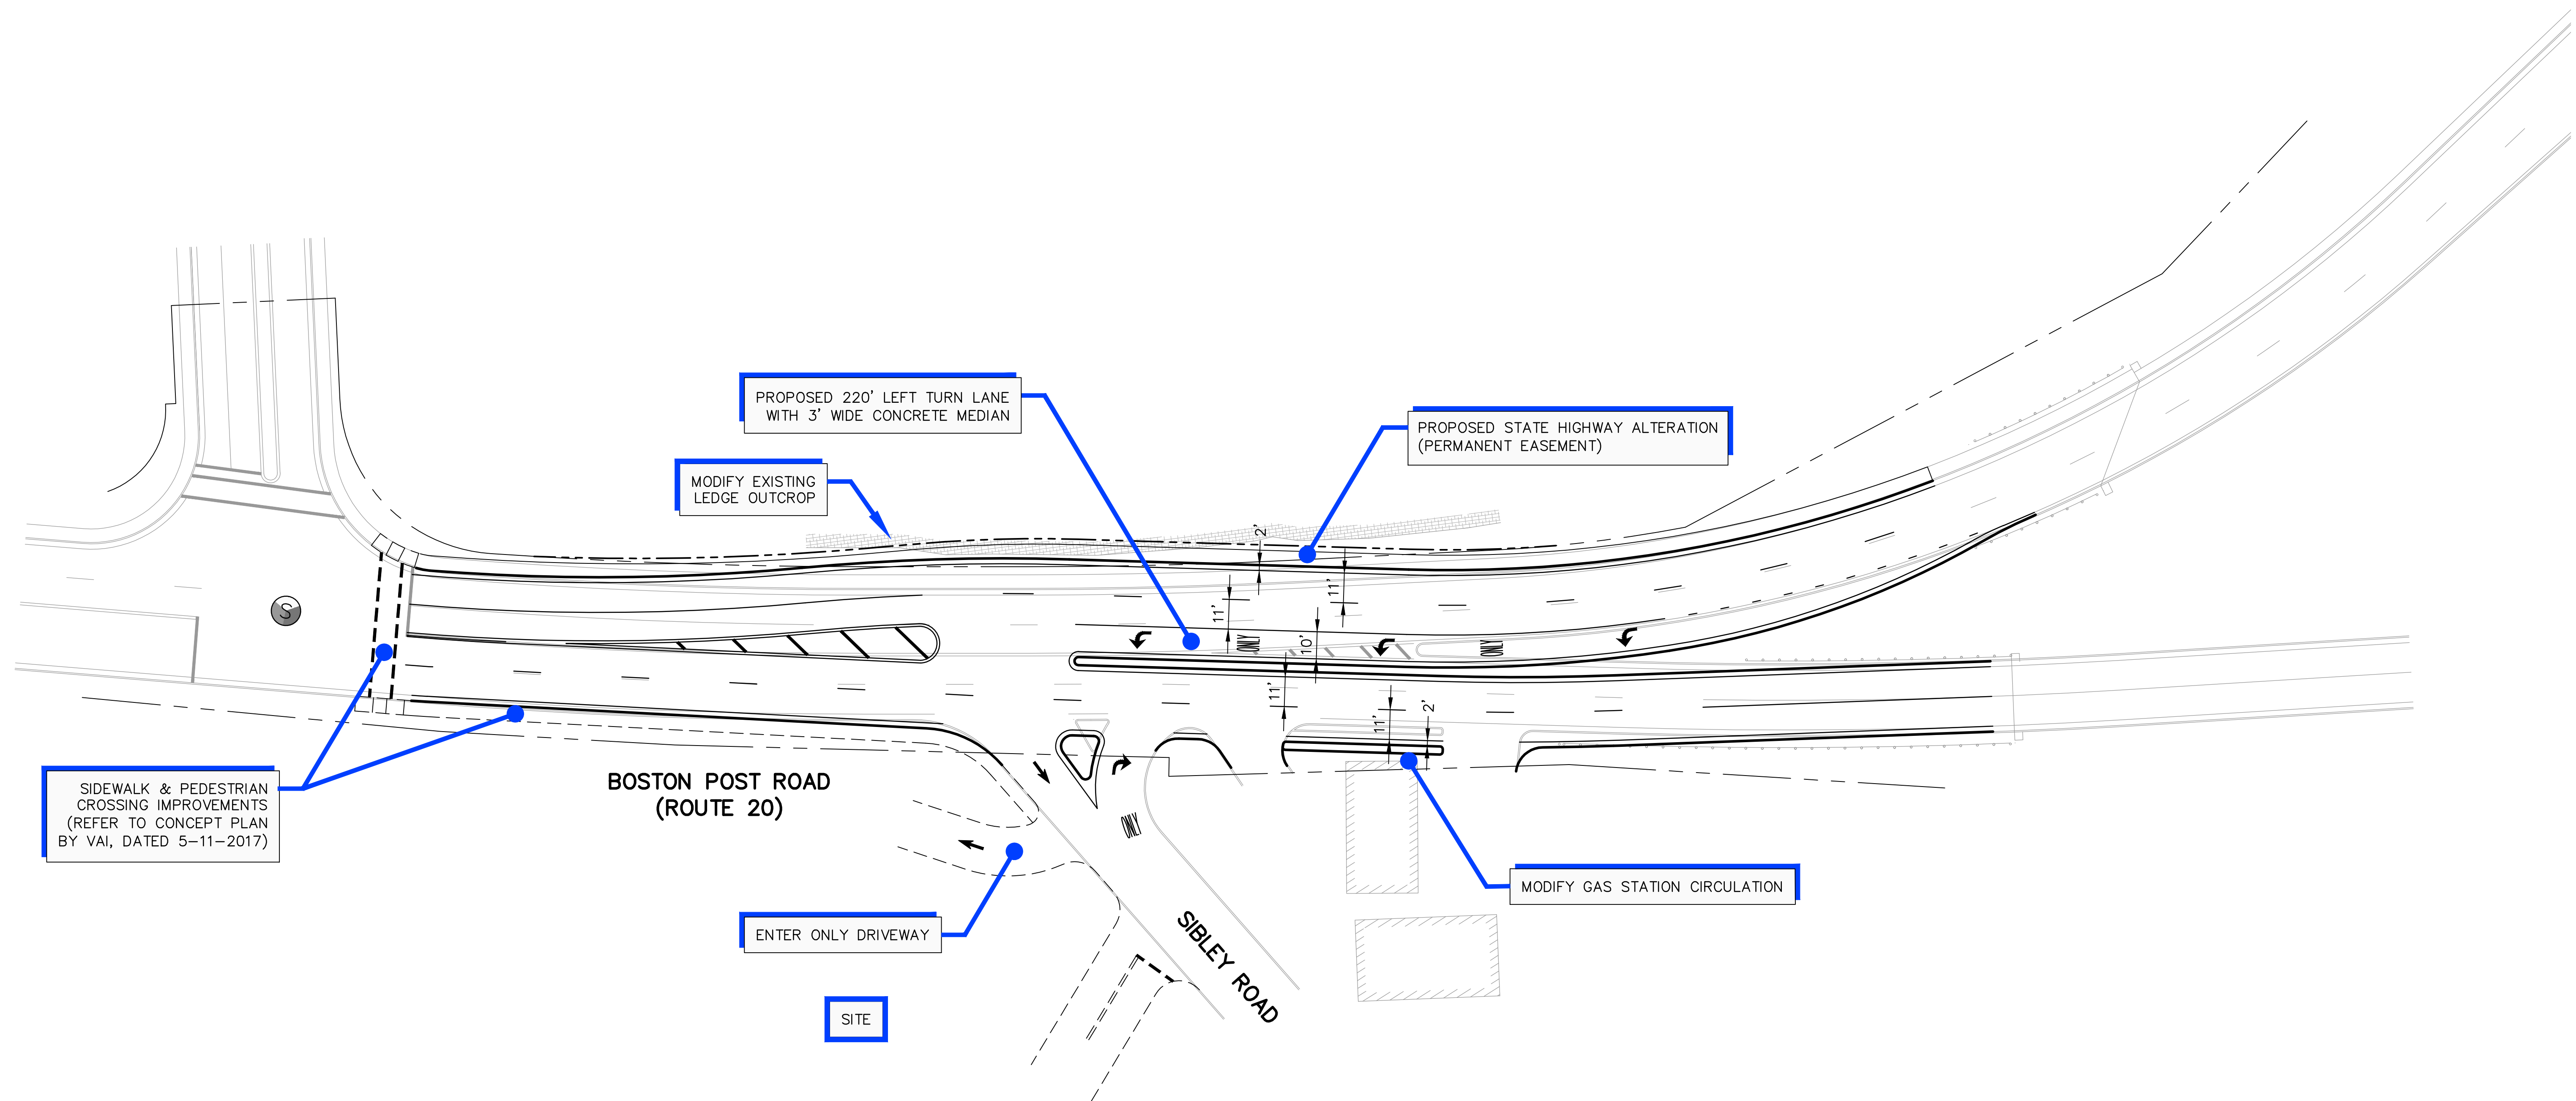 PROPOSED 220' LEFT TURN LANE
WITH 3' WIDE CONCRETE MEDIAN
PROPOSED STATE HIGHWAY ALTERATION
(PERMANENT EASEMENT)
MODIFY EXISTING
LEDGE OUTCROP
2'
11'
11'
S
ONLY
10'
ONLY
11'
11'
2'
SIDEWALK & PEDESTRIAN
CROSSING IMPROVEMENTS
(REFER TO CONCEPT PLAN
BY VAI, DATED 5-11-2017)
BOSTON POST ROAD
(ROUTE 20)
ONLY
MODIFY GAS STATION CIRCULATION
ENTER ONLY DRIVEWAY
SIBLEY ROAD
SITE